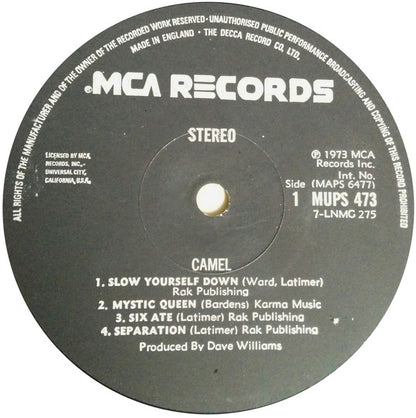 ALL RIGHTS OF THE MANUFACTURER AND OF THE OWNER OF THE RECORDED WORK RESERVED · UNAUTHORISED PUBLIC PERFORMANCE BROADCASTING AND COPYING OF THIS RECORD PROHIBITED
MADE IN ENGLAND · THE DECCA RECORD CO. LTD.
MCA RECORDS
STEREO
LICENSED BY MCA
RECORDS, INC.,
UNIVERSAL CITY,
CALIFORNIA, U.S.A.
℗ 1973 MCA
Records Inc.
Int. No.
Side (MAPS 6477)
1 MUPS 473
7-LNMG 275
CAMEL
1. SLOW YOURSELF DOWN (Ward, Latimer)
Rak Publishing
2. MYSTIC QUEEN (Bardens) Karma Music
3. SIX ATE (Latimer) Rak Publishing
4. SEPARATION (Latimer) Rak Publishing
Produced By Dave Williams